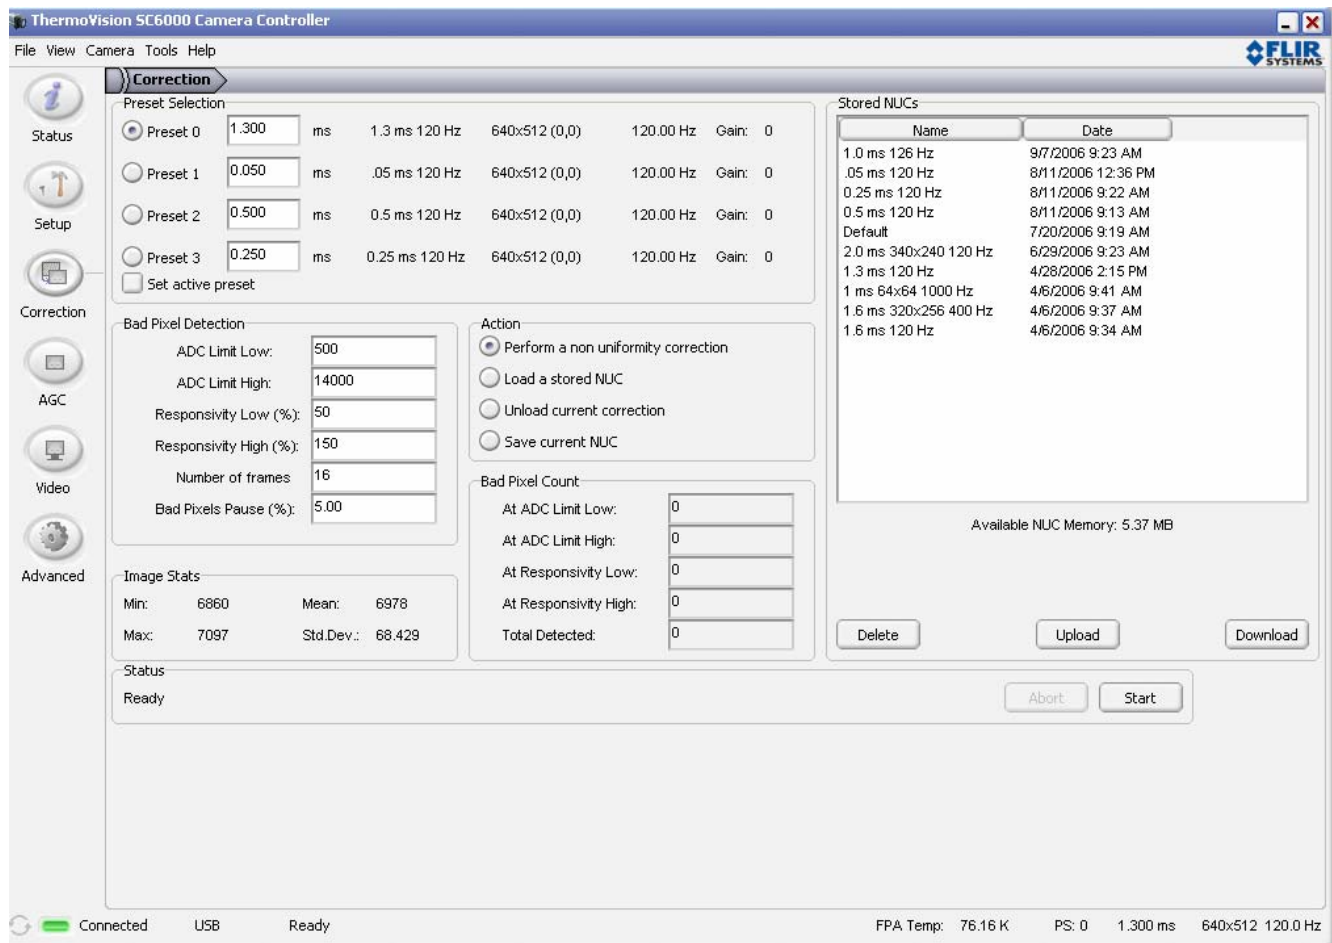 ThermoVision SC6000 Camera Controller
File View Camera Tools Help
FLIR SYSTEMS
Status
Setup
Correction
AGC
Video
Advanced
Correction
Preset Selection
Preset 0 1.300 ms 1.3 ms 120 Hz 640x512 (0,0) 120.00 Hz Gain: 0
Preset 1 0.050 ms .05 ms 120 Hz 640x512 (0,0) 120.00 Hz Gain: 0
Preset 2 0.500 ms 0.5 ms 120 Hz 640x512 (0,0) 120.00 Hz Gain: 0
Preset 3 0.250 ms 0.25 ms 120 Hz 640x512 (0,0) 120.00 Hz Gain: 0
Set active preset
Bad Pixel Detection
ADC Limit Low: 500
ADC Limit High: 14000
Responsivity Low (%): 50
Responsivity High (%): 150
Number of frames 16
Bad Pixels Pause (%): 5.00
Action
Perform a non uniformity correction
Load a stored NUC
Unload current correction
Save current NUC
Image Stats
Min: 6860 Mean: 6978
Max: 7097 Std.Dev.: 68.429
Bad Pixel Count
At ADC Limit Low: 0
At ADC Limit High: 0
At Responsivity Low: 0
At Responsivity High: 0
Total Detected: 0
Stored NUCs
Name Date
1.0 ms 126 Hz 9/7/2006 9:23 AM
.05 ms 120 Hz 8/11/2006 12:36 PM
0.25 ms 120 Hz 8/11/2006 9:22 AM
0.5 ms 120 Hz 8/11/2006 9:13 AM
Default 7/20/2006 9:19 AM
2.0 ms 340x240 120 Hz 6/29/2006 9:23 AM
1.3 ms 120 Hz 4/28/2006 2:15 PM
1 ms 64x64 1000 Hz 4/6/2006 9:41 AM
1.6 ms 320x256 400 Hz 4/6/2006 9:37 AM
1.6 ms 120 Hz 4/6/2006 9:34 AM
Available NUC Memory: 5.37 MB
Delete Upload Download
Status
Ready
Abort Start
Connected USB Ready FPA Temp: 76.16 K PS: 0 1.300 ms 640x512 120.0 Hz